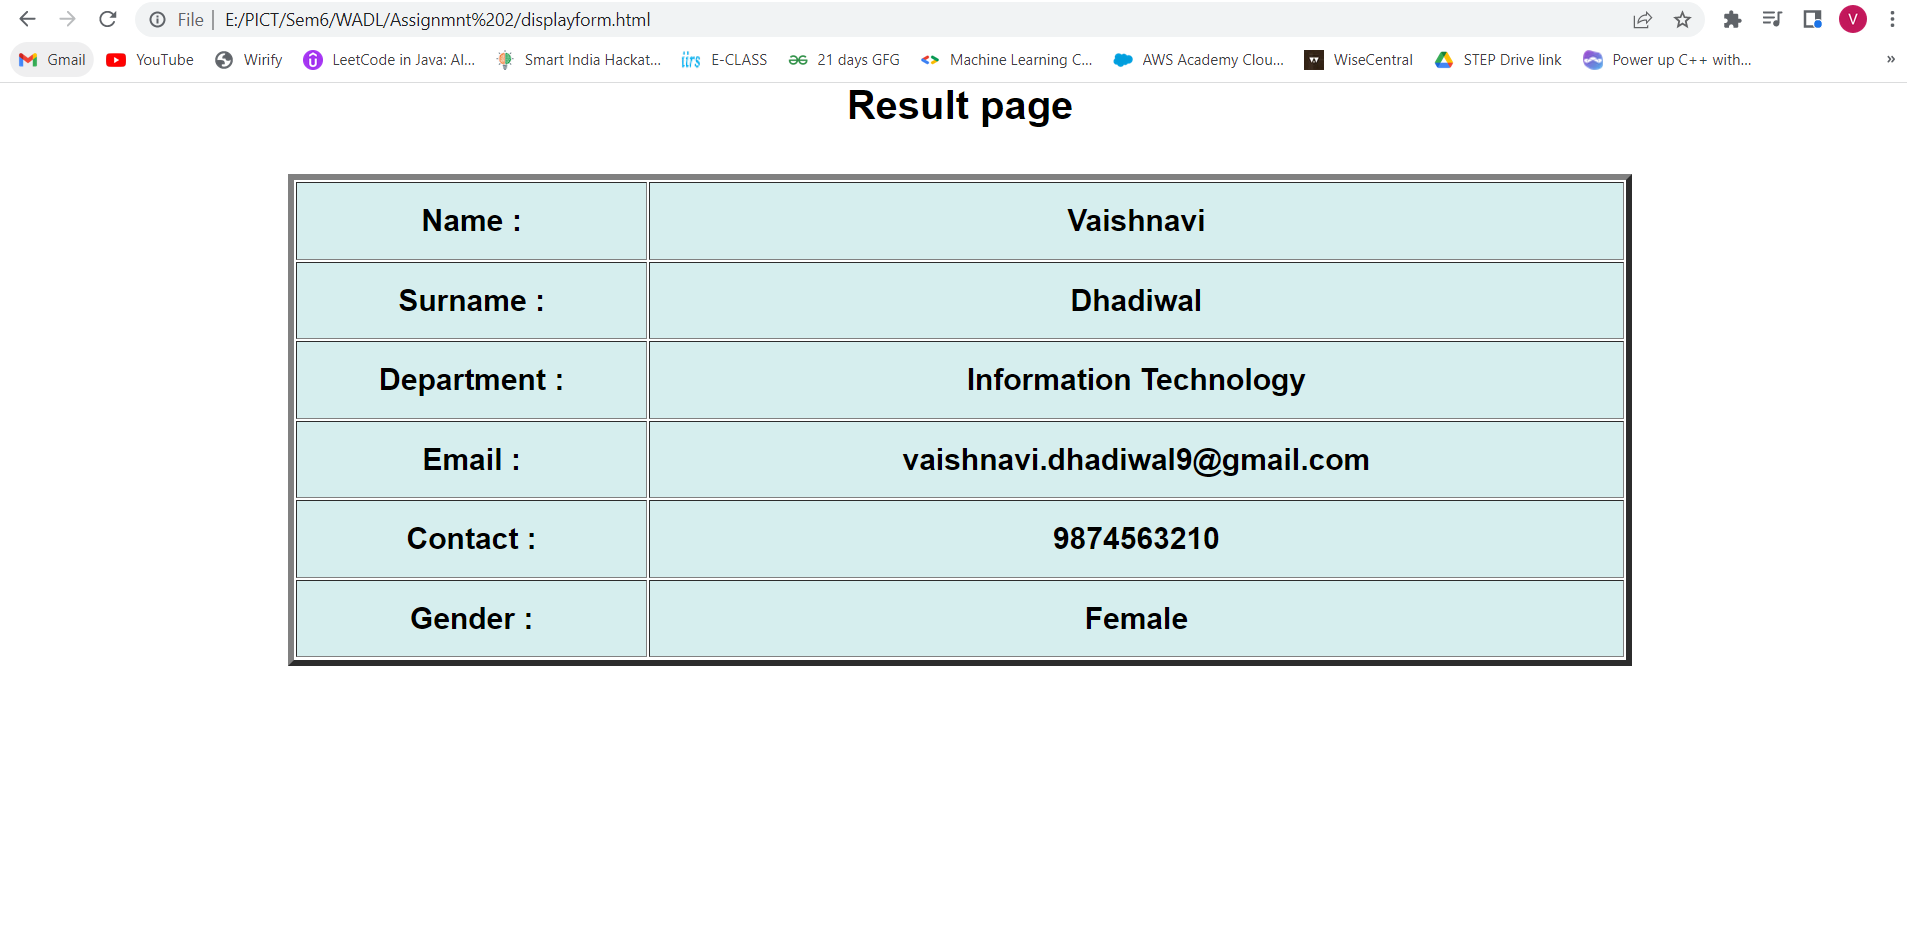 File | E:/PICT/Sem6/WADL/Assignmnt%202/displayform.html V
Gmail YouTube Wirify LeetCode in Java: Al... Smart India Hackat... iirs E-CLASS 21 days GFG Machine Learning C... AWS Academy Clou... WiseCentral STEP Drive link Power up C++ with... »
Result page
Name : Vaishnavi
Surname : Dhadiwal
Department : Information Technology
Email : vaishnavi.dhadiwal9@gmail.com
Contact : 9874563210
Gender : Female